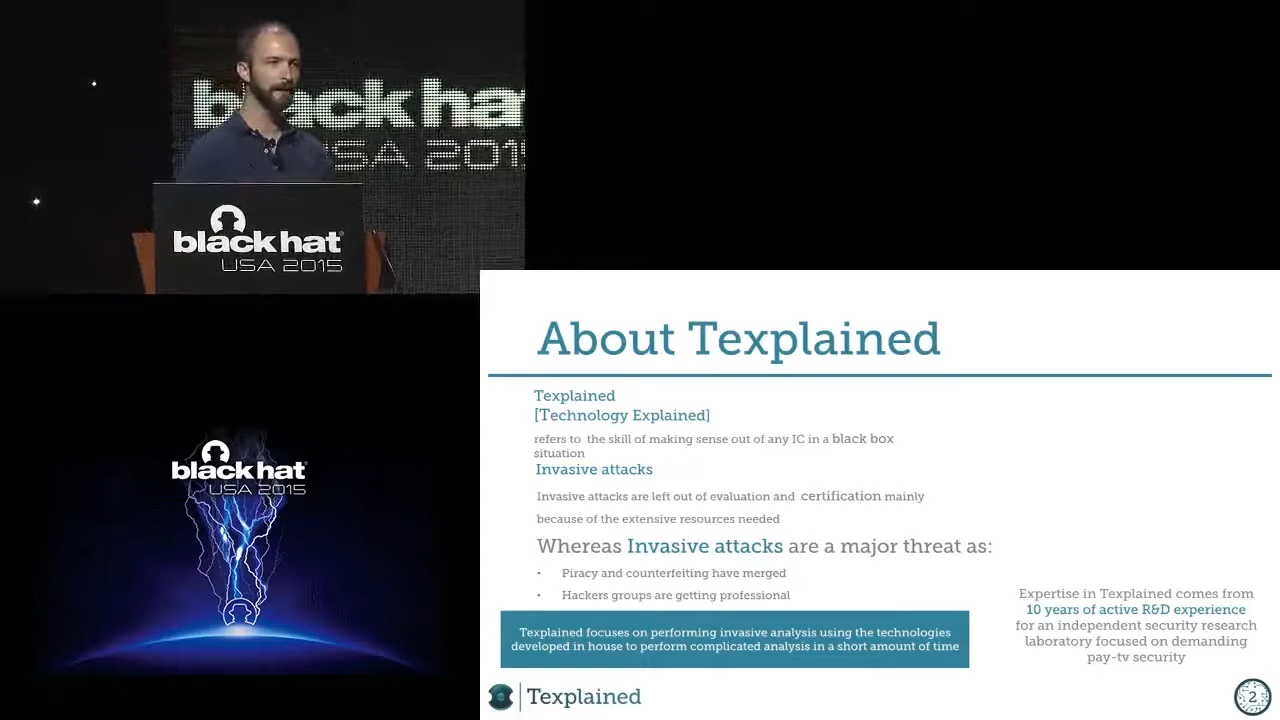 black ha
USA 2015
black hat
USA 2015
black hat
USA 2015
About Texplained
Texplained
[Technology Explained]
refers to the skill of making sense out of any IC in a black box
situation
Invasive attacks
Invasive attacks are left out of evaluation and certification mainly
because of the extensive resources needed
Whereas Invasive attacks are a major threat as:
• Piracy and counterfeiting have merged
• Hackers groups are getting professional
Texplained focuses on performing invasive analysis using the technologies
developed in house to perform complicated analysis in a short amount of time
Expertise in Texplained comes from
10 years of active R&D experience
for an independent security research
laboratory focused on demanding
pay-tv security
Texplained
2